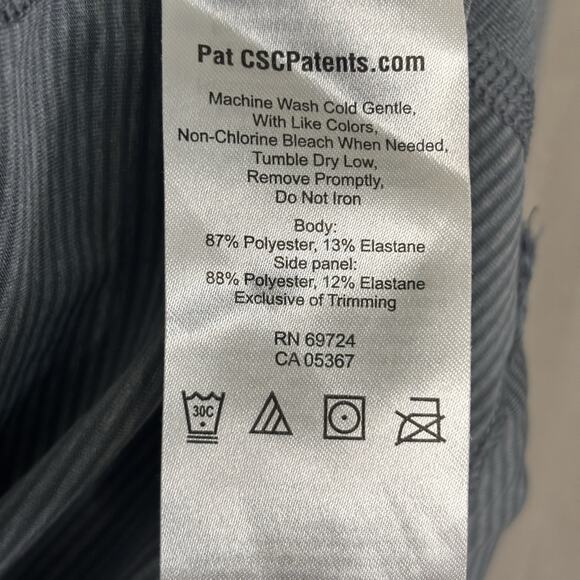 Pat CSCPatents.com
Machine Wash Cold Gentle,
With Like Colors,
Non-Chlorine Bleach When Needed,
Tumble Dry Low,
Remove Promptly,
Do Not Iron
Body:
87% Polyester, 13% Elastane
Side panel:
88% Polyester, 12% Elastane
Exclusive of Trimming
RN 69724
CA 05367
30C